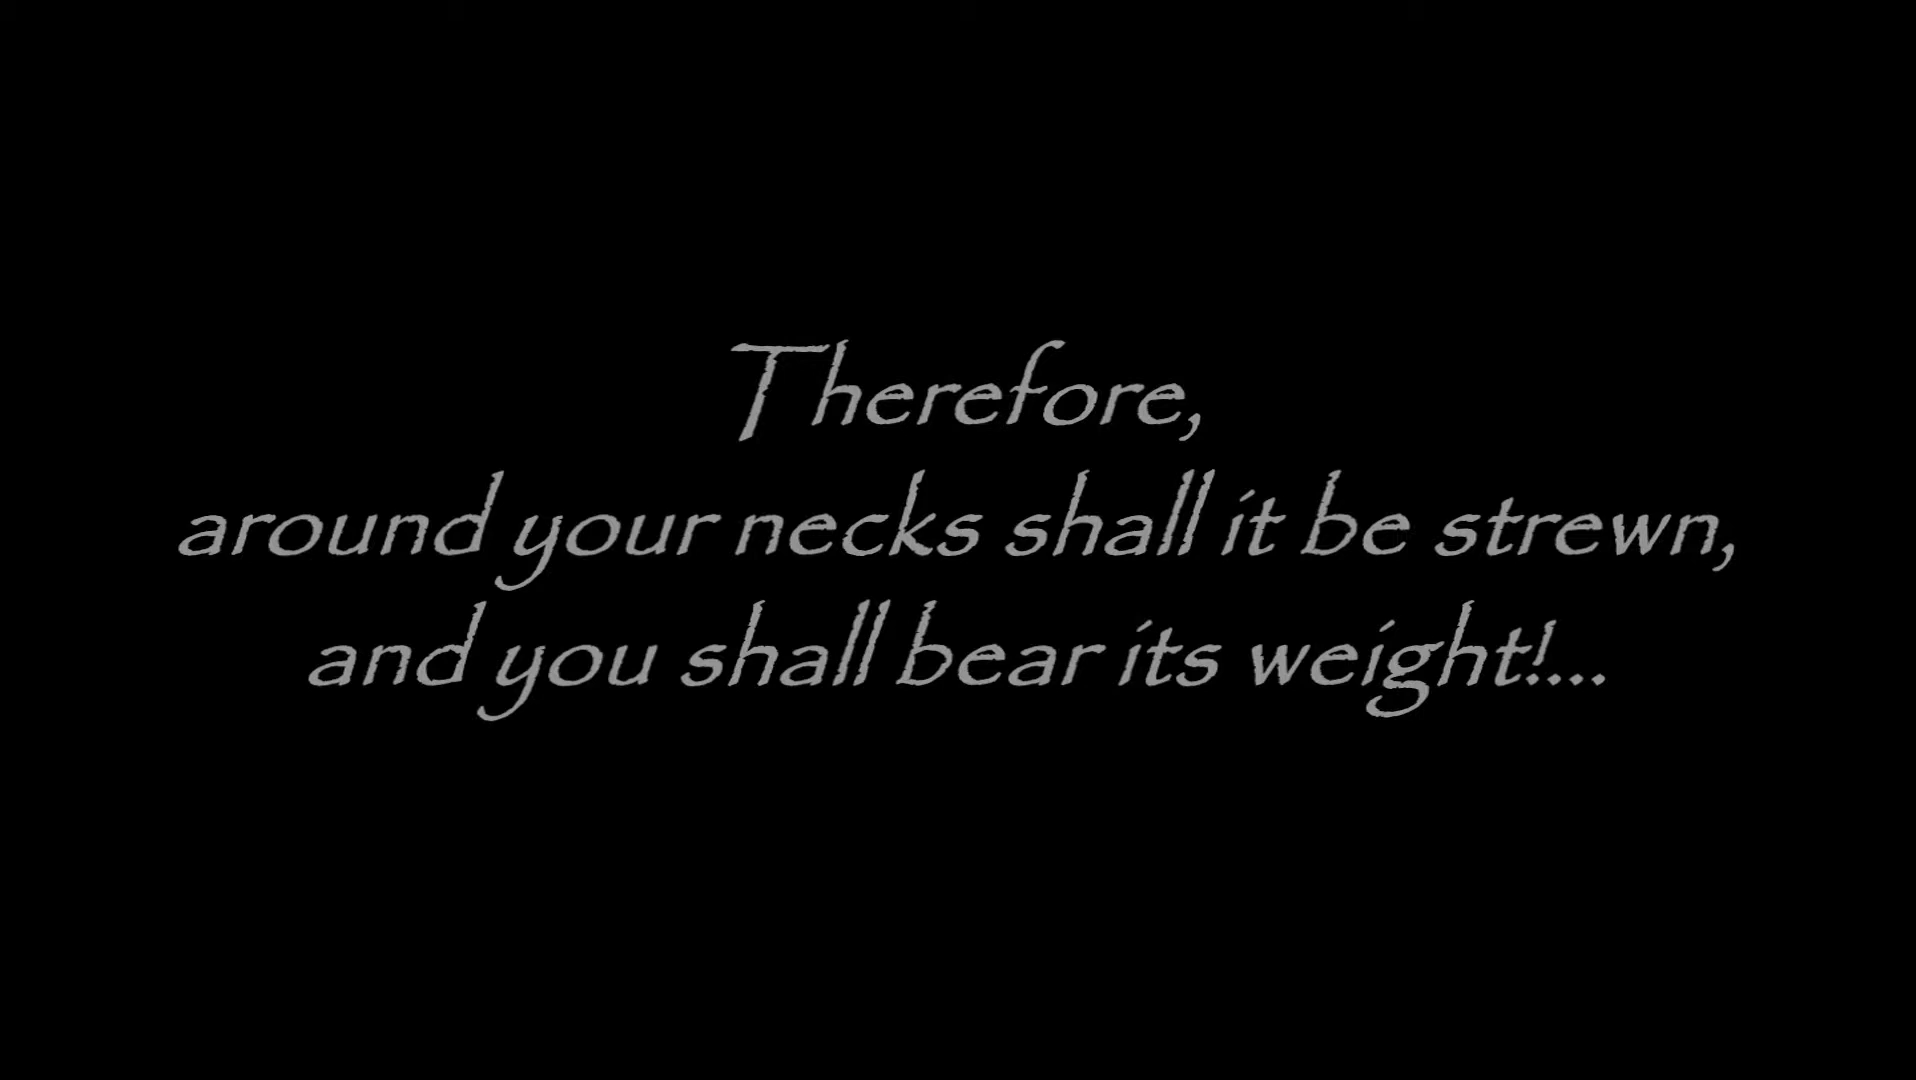 Therefore,
around your necks shall it be strewn,
and you shall bear its weight!....